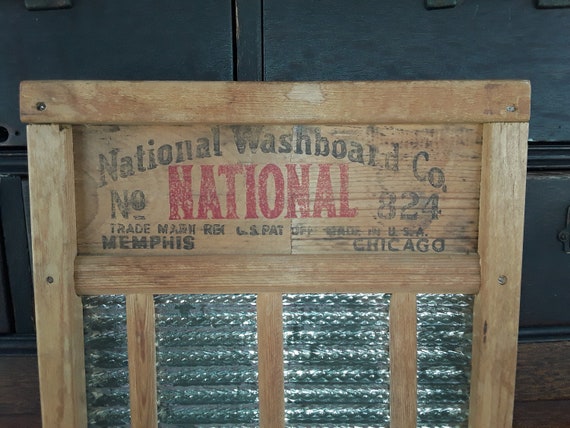 National Washboard Co.
No NATIONAL 824
TRADE MARK REG U.S. PAT OFF MADE IN U.S.A.
MEMPHIS CHICAGO